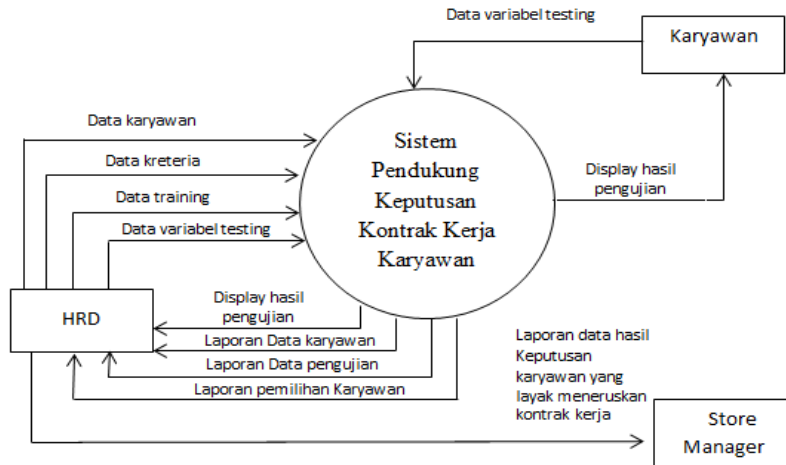 Data variabel testing
Karyawan
Data karyawan
Data kreteria
Data training
Data variabel testing
Sistem
Pendukung
Keputusan
Kontrak Kerja
Karyawan
Display hasil
pengujian
HRD
Display hasil
pengujian
Laporan Data karyawan
Laporan Data pengujian
Laporan pemilihan Karyawan
Laporan data hasil
Keputusan
karyawan yang
layak meneruskan
kontrak kerja
Store
Manager